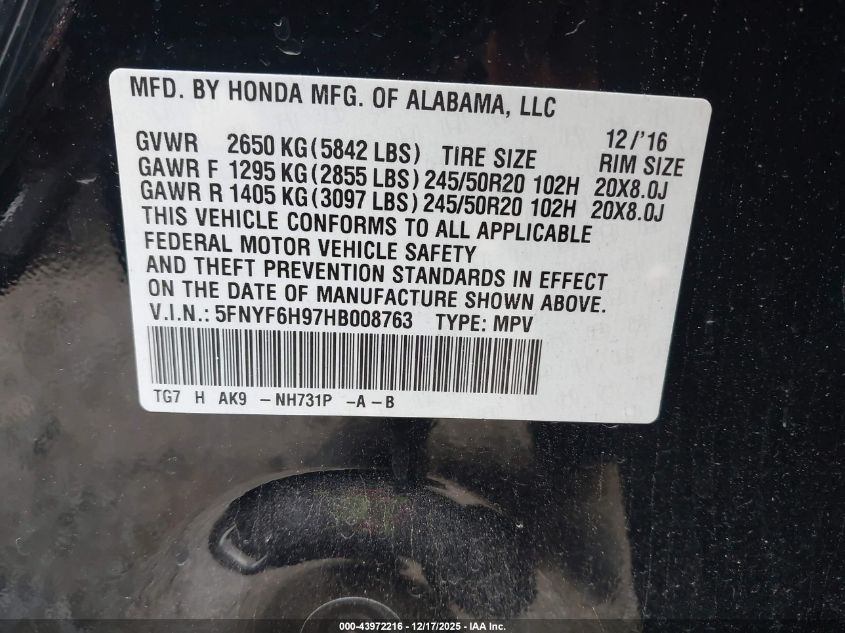 MFD. BY HONDA MFG. OF ALABAMA, LLC
12/'16
GVWR 2650 KG(5842 LBS) TIRE SIZE RIM SIZE
GAWR F 1295 KG(2855 LBS)245/50R20 102H 20X8.0J
GAWR R 1405 KG(3097 LBS)245/50R20 102H 20X8.0J
THIS VEHICLE CONFORMS TO ALL APPLICABLE
FEDERAL MOTOR VEHICLE SAFETY
AND THEFT PREVENTION STANDARDS IN EFFECT
ON THE DATE OF MANUFACTURE SHOWN ABOVE.
V.I.N.: 5FNYF6H97HB008763 TYPE: MPV
TG7 H AK9 -NH731P -A-B
000-43972216 - 12/17/2025 - IAA Inc.